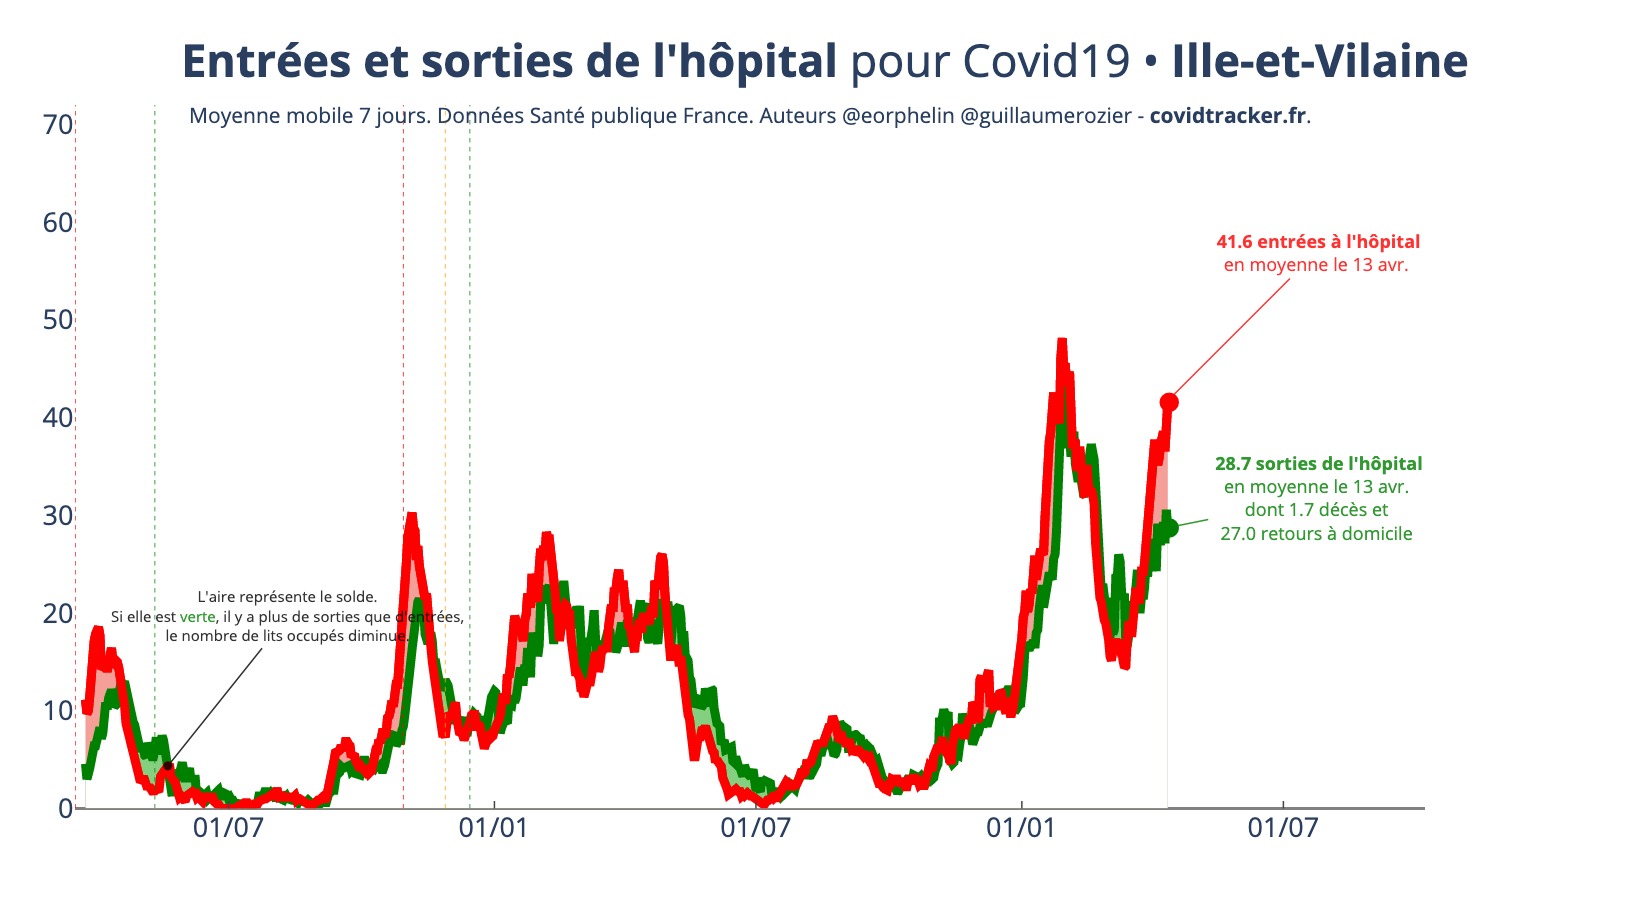 Entrées et sorties de l'hôpital pour Covid19 • Ille-et-Vilaine
Moyenne mobile 7 jours. Données Santé publique France. Auteurs @eorphelin @guillaumerozier - covidtracker.fr.
70
60
50
40
30
20
10
0
41.6 entrées à l'hôpital
en moyenne le 13 avr.
28.7 sorties de l'hôpital
en moyenne le 13 avr.
dont 1.7 décès et
27.0 retours à domicile
L'aire représente le solde.
Si elle est verte, il y a plus de sorties que d'entrées,
le nombre de lits occupés diminue.
01/07
01/01
01/07
01/01
01/07